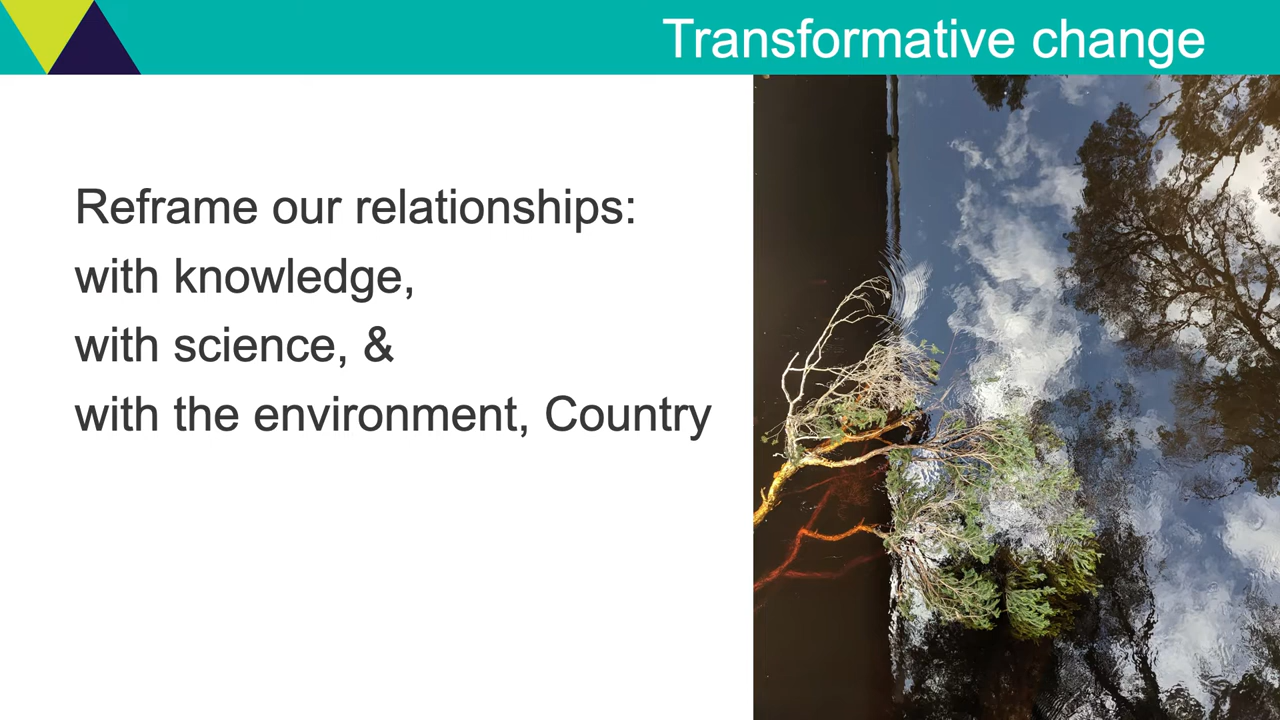 Transformative change
Reframe our relationships:
with knowledge,
with science, &
with the environment, Country